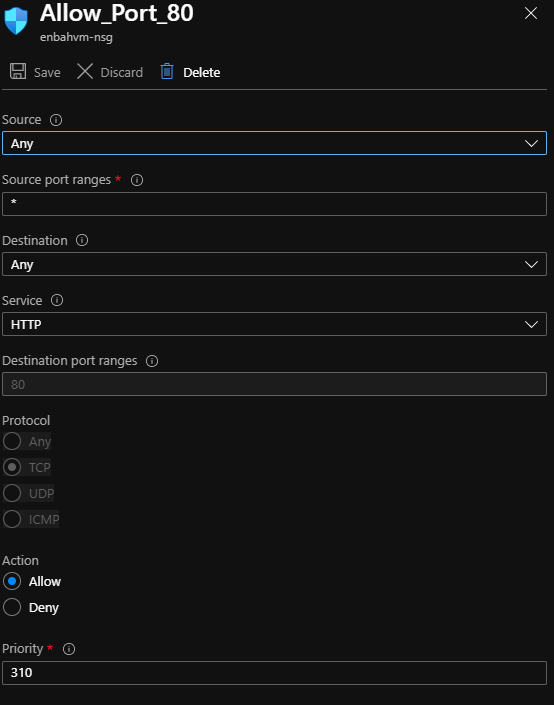 Allow_Port_80
enbahvm-nsg
Save Discard Delete
Source
Any
Source port ranges *
*
Destination
Any
Service
HTTP
Destination port ranges
80
Protocol
Any
TCP
UDP
ICMP
Action
Allow
Deny
Priority *
310